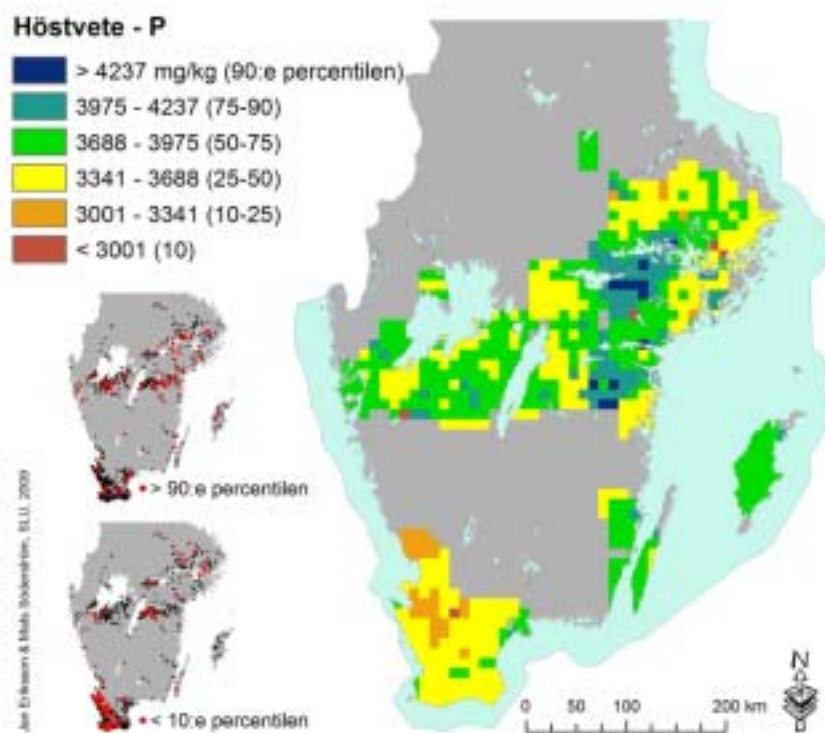 Höstvete - P
> 4237 mg/kg (90:e percentilen)
3975 - 4237 (75-90)
3688 - 3975 (50-75)
3341 - 3688 (25-50)
3001 - 3341 (10-25)
< 3001 (10)
> 90:e percentilen
< 10:e percentilen
Jan Eriksson & Mats Söderström, SLU, 2009
N
0 50 100 200 km